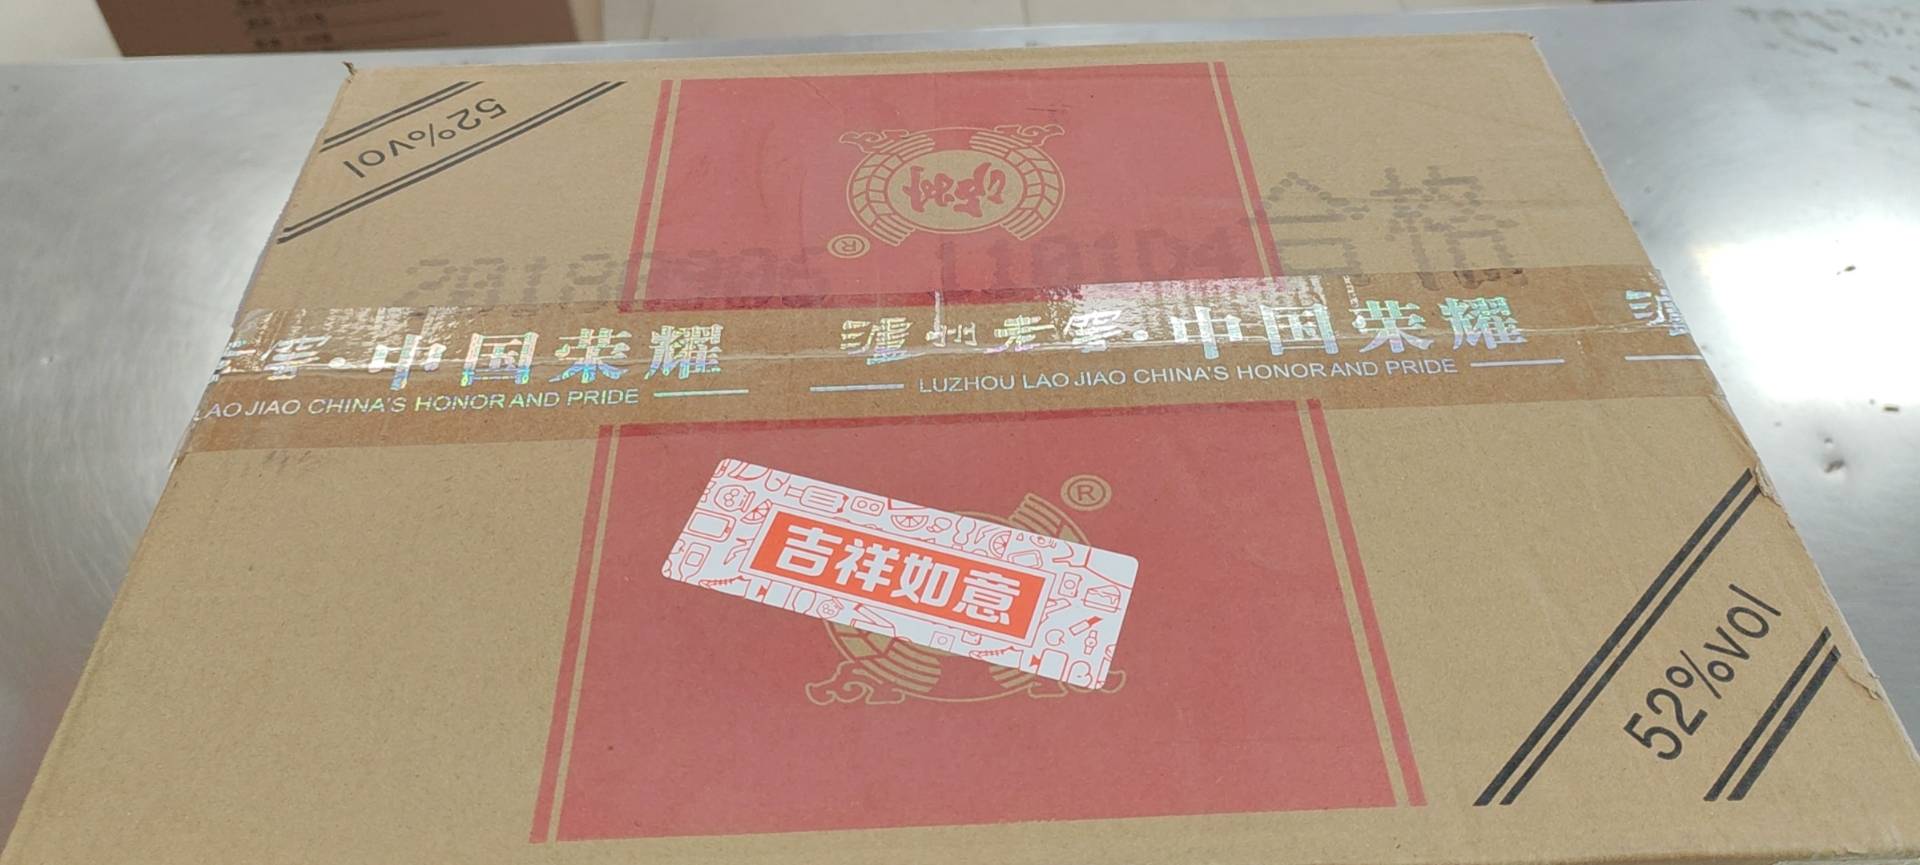 52%vol
®
合格
泸州老窖·中国荣耀
老窖·中国荣耀
LUZHOU LAO JIAO CHINA'S HONOR AND PRIDE
LAO JIAO CHINA'S HONOR AND PRIDE
®
吉祥如意
52%vol